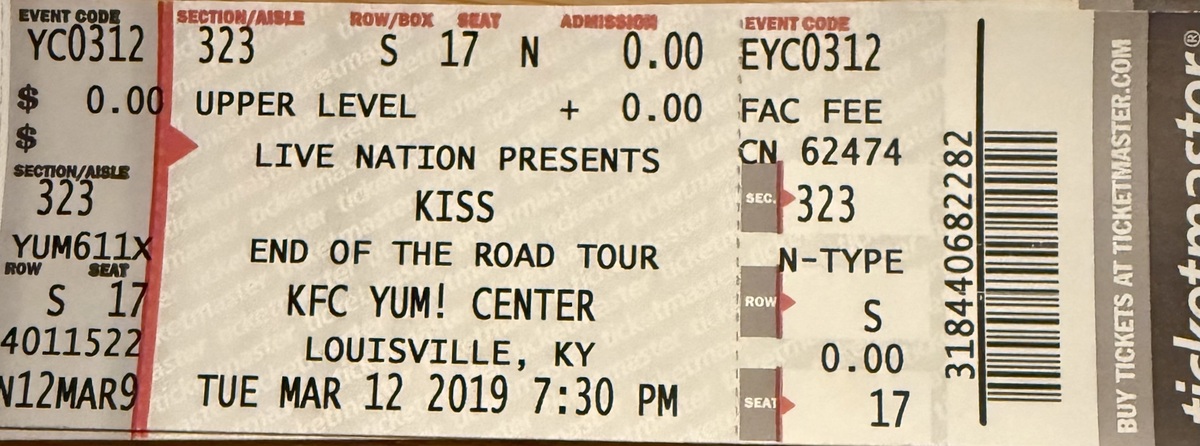 EVENT CODE
YC0312
$ 0.00
$
SECTION/AISLE
323
YUM611X
ROW SEAT
S 17
4011522
N12MAR9
SECTION/AISLE ROW/BOX SEAT ADMISSION
323 S 17 N 0.00
UPPER LEVEL + 0.00
LIVE NATION PRESENTS
KISS
END OF THE ROAD TOUR
KFC YUM! CENTER
LOUISVILLE, KY
TUE MAR 12 2019 7:30 PM
EVENT CODE
EYC0312
FAC FEE
CN 62474
SEC. 323
N-TYPE
ROW S
0.00
SEAT 17
318440682282
BUY TICKETS AT TICKETMASTER.COM
ticketmaster®